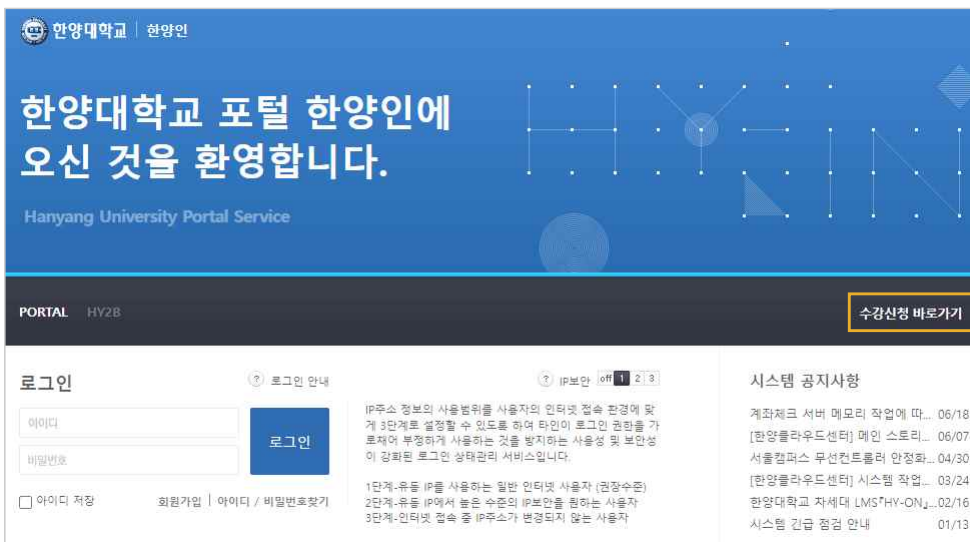 한양대학교 한양인
한양대학교 포털 한양인에
오신 것을 환영합니다.
Hanyang University Portal Service
PORTAL HY2B
수강신청 바로가기
로그인
? 로그인 안내
아이디
비밀번호
로그인
아이디 저장
회원가입 | 아이디 / 비밀번호찾기
? IP보안 off 1 2 3
IP주소 정보의 사용범위를 사용자의 인터넷 접속 환경에 맞
게 3단계로 설정할 수 있도록 하여 타인이 로그인 권한을 가
로채어 부정하게 사용하는 것을 방지하는 사용성 및 보안성
이 강화된 로그인 상태관리 서비스입니다.
1단계-유동 IP를 사용하는 일반 인터넷 사용자 (권장수준)
2단계-유동 IP에서 높은 수준의 IP보안을 원하는 사용자
3단계-인터넷 접속 중 IP주소가 변경되지 않는 사용자
시스템 공지사항
계좌체크 서버 메모리 작업에 따... 06/18
[한양클라우드센터] 메인 스토리... 06/07
서울캠퍼스 무선컨트롤러 안정화... 04/30
[한양클라우드센터] 시스템 작업... 03/24
한양대학교 차세대 LMS『HY-ON』... 02/16
시스템 긴급 점검 안내 01/13